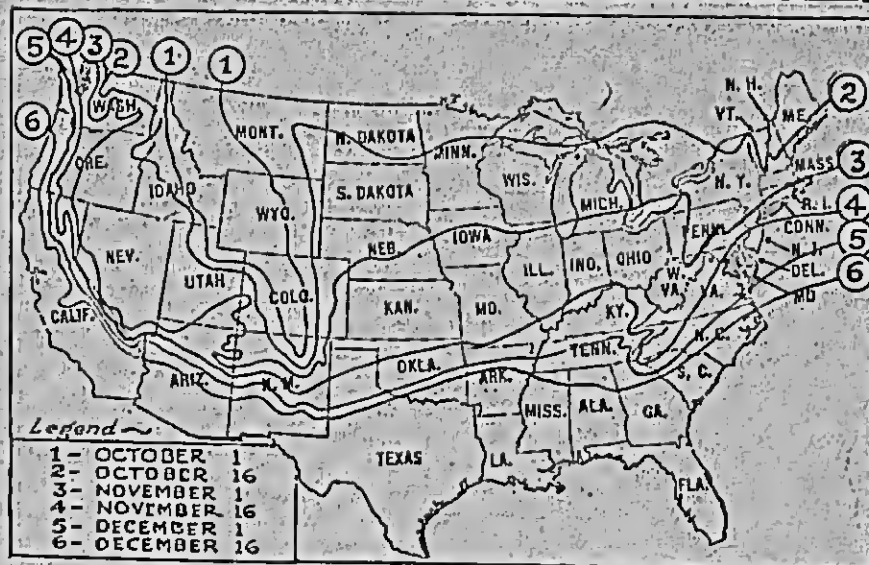 5 4 3 2 1 1
N. H.
VT. ME. 2
WASH.
6 MONT. N. DAKOTA
MINN. MASS. 3
ORE. IDAHO S. DAKOTA WIS. MICH. N. Y.
R. I. 4
WYO. CONN.
NEV. NEB. IOWA PENN. N. J. 5
UTAH COLO. ILL. IND. OHIO W. VA. VA. DEL.
CALIF. KAN. MO. KY. MD 6
ARIZ. N. M. OKLA. ARK. TENN. N. C.
S. C.
MISS. ALA. GA.
TEXAS LA.
FLA.
Legend
1- OCTOBER 1
2- OCTOBER 16
3- NOVEMBER 1
4- NOVEMBER 16
5- DECEMBER 1
6- DECEMBER 16